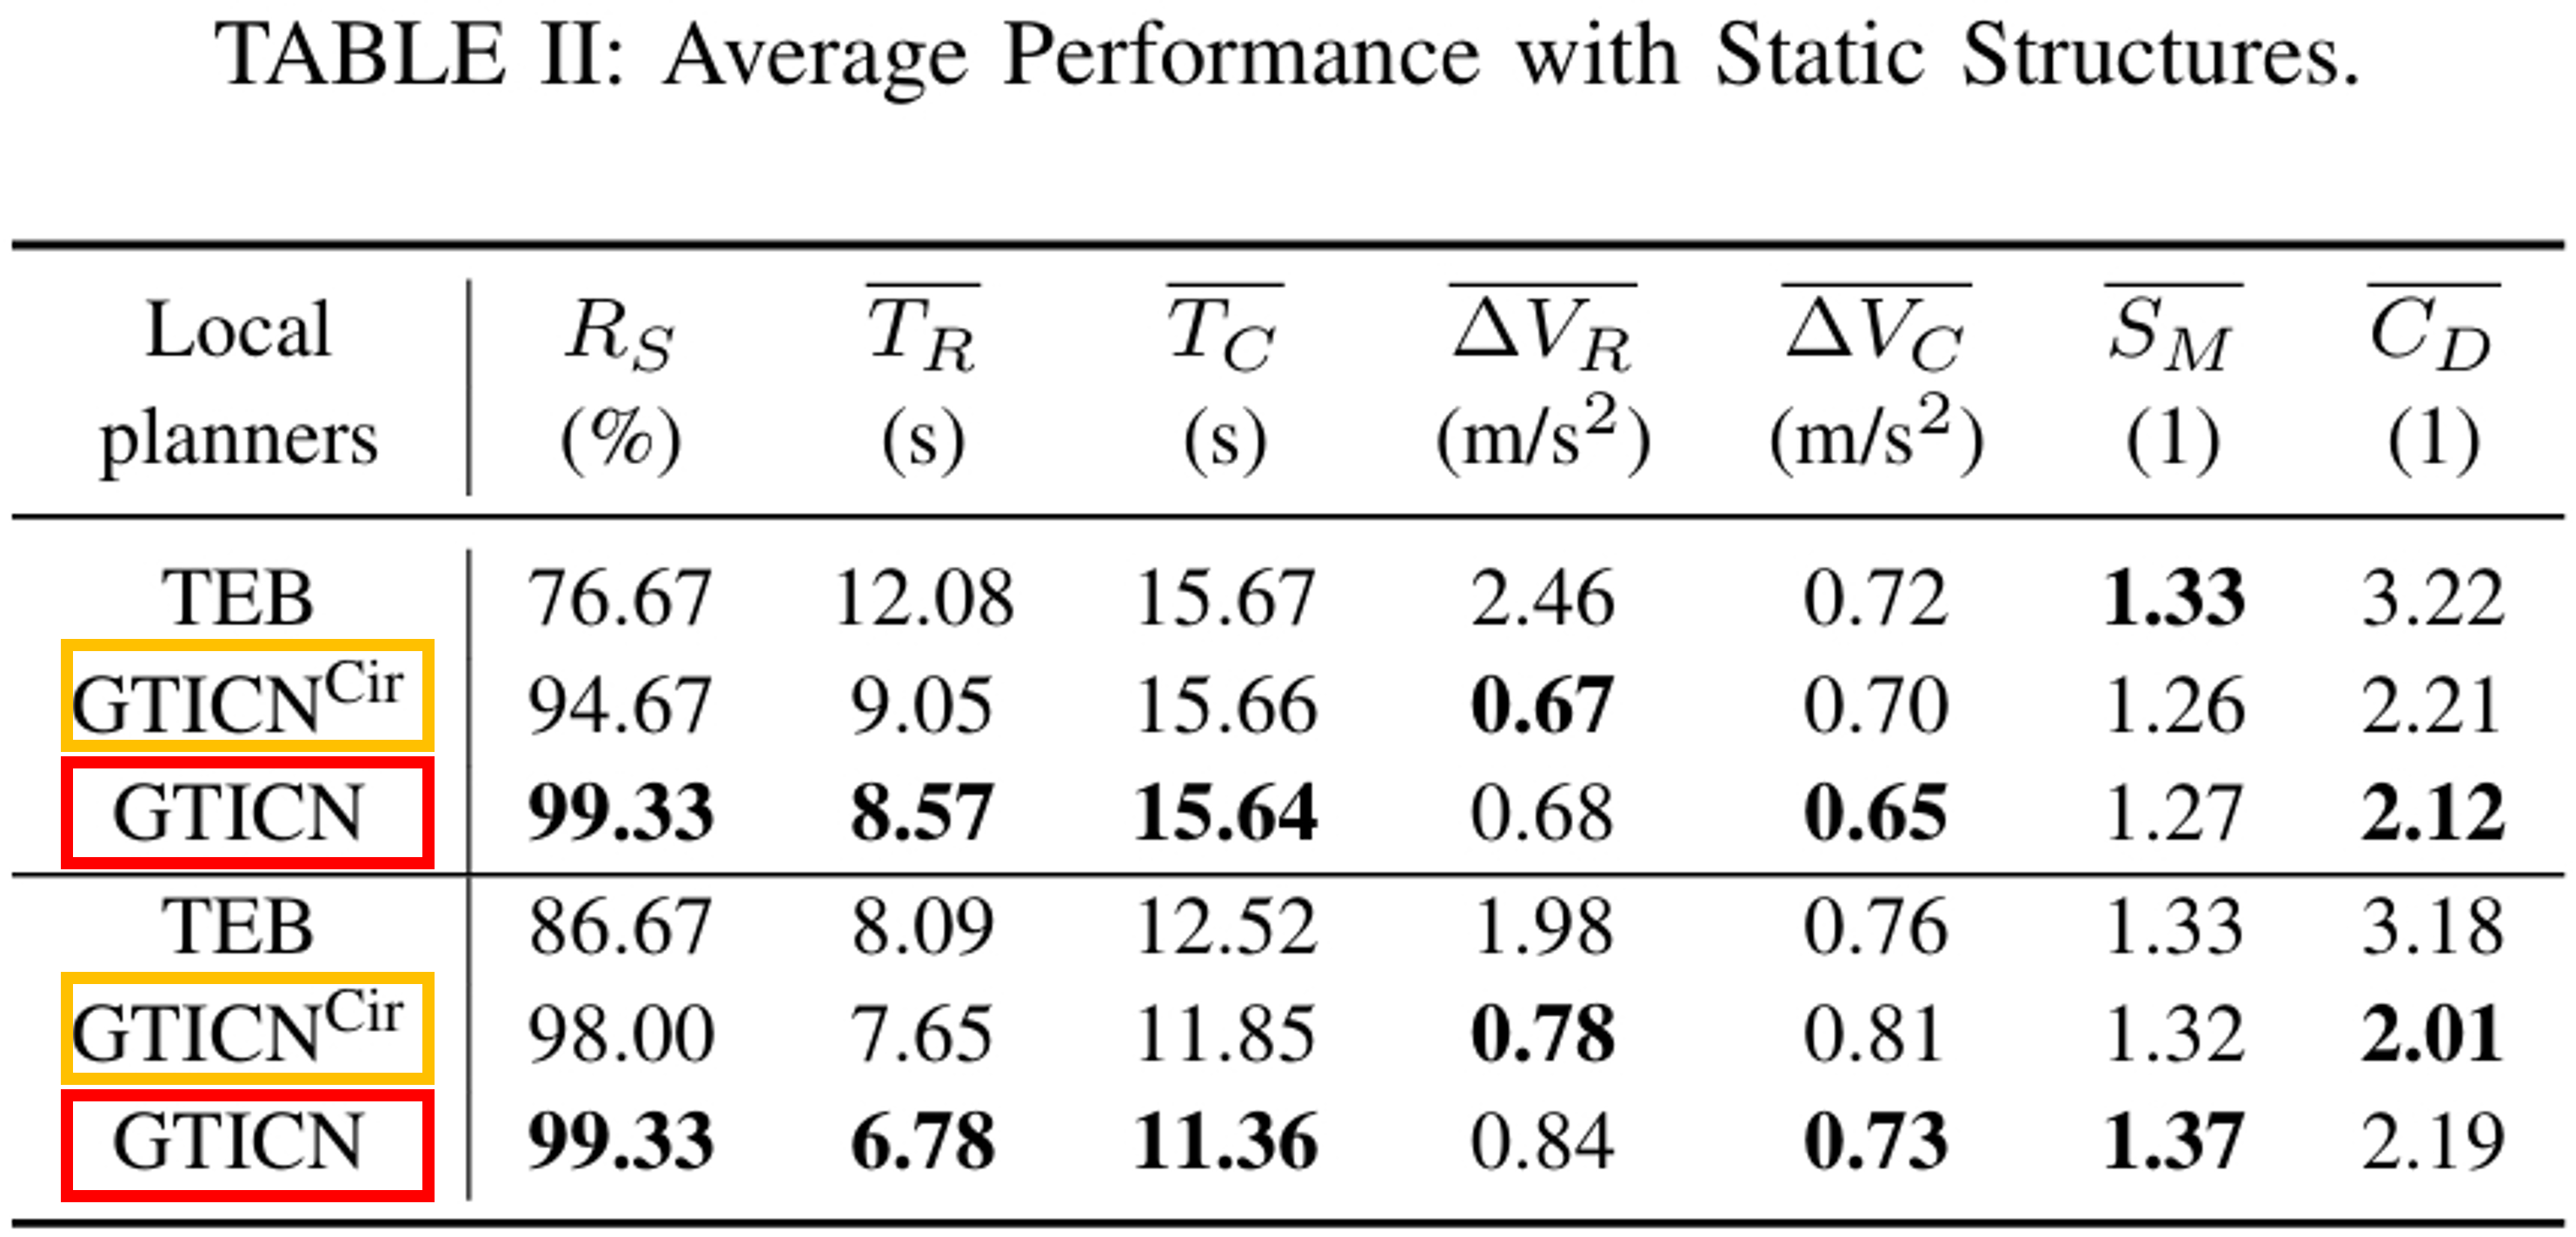 TABLE II: Average Performance with Static Structures.
Local planners | R_S (%) | \overline{T_R} (s) | \overline{T_C} (s) | \overline{ΔV_R} (m/s²) | \overline{ΔV_C} (m/s²) | \overline{S_M} (1) | \overline{C_D} (1)
TEB 76.67 12.08 15.67 2.46 0.72 1.33 3.22
GTICN^Cir 94.67 9.05 15.66 0.67 0.70 1.26 2.21
GTICN 99.33 8.57 15.64 0.68 0.65 1.27 2.12
TEB 86.67 8.09 12.52 1.98 0.76 1.33 3.18
GTICN^Cir 98.00 7.65 11.85 0.78 0.81 1.32 2.01
GTICN 99.33 6.78 11.36 0.84 0.73 1.37 2.19